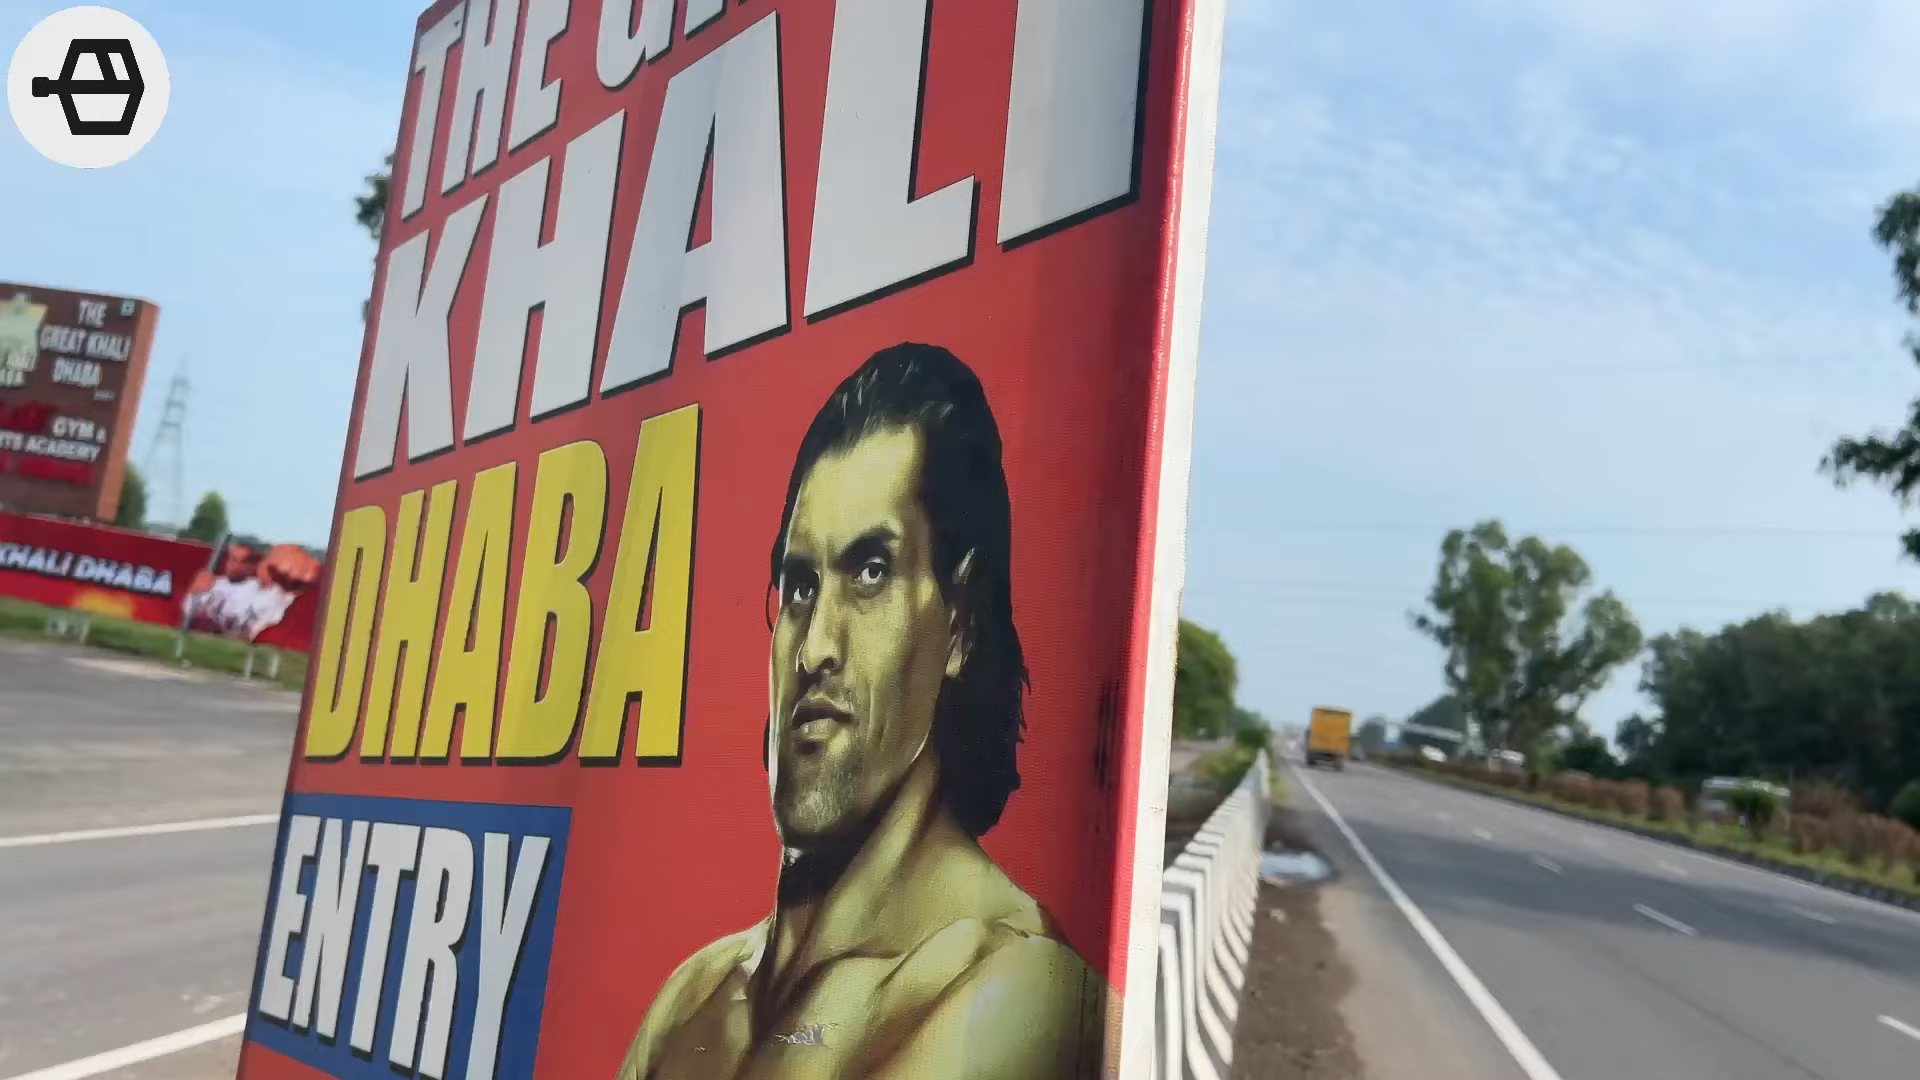 THE
KHALI
DHABA
ENTRY
THE
GREAT KHALI
DHABA
GYM &
ACADEMY
KHALI DHABA